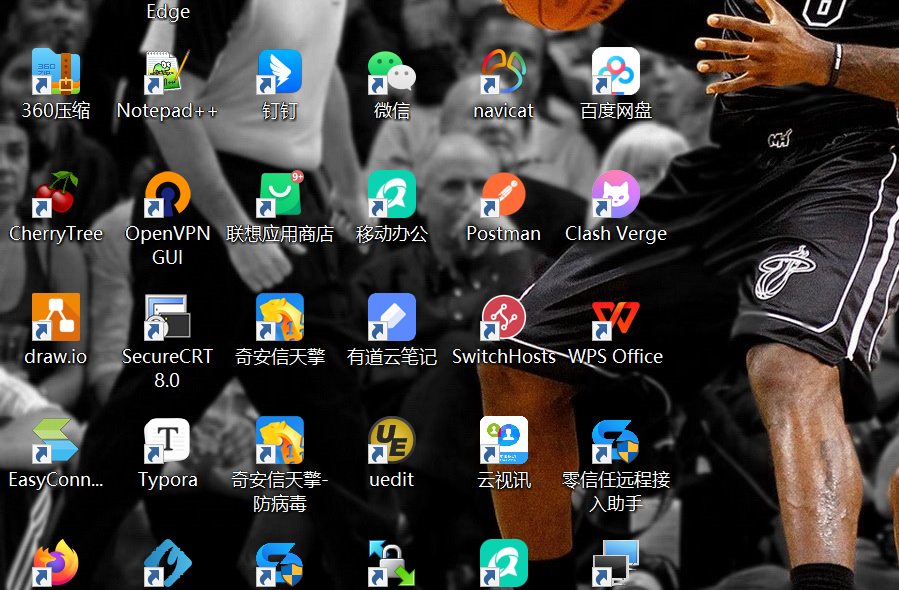 Edge
360压缩
Notepad++
钉钉
微信
navicat
百度网盘
CherryTree
OpenVPN
GUI
9+
联想应用商店
移动办公
Postman
Clash Verge
draw.io
SecureCRT
8.0
奇安信天擎
有道云笔记
SwitchHosts
WPS Office
EasyConn...
T
Typora
奇安信天擎-
防病毒
UE
uedit
云视讯
零信任远程接
入助手